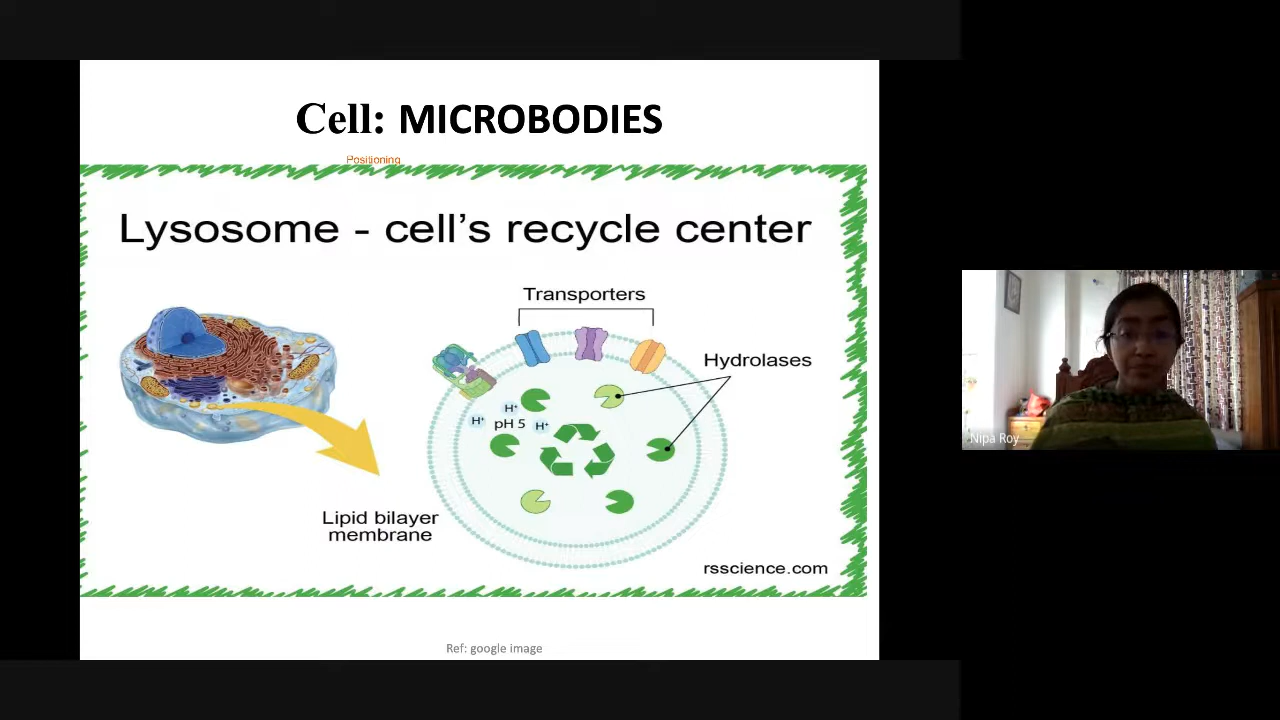 Cell: MICROBODIES
Positioning
Lysosome - cell's recycle center
Transporters
Hydrolases
H⁺
H⁺
pH 5
H⁺
Lipid bilayer
membrane
rsscience.com
Ref: google image
Nipa Roy